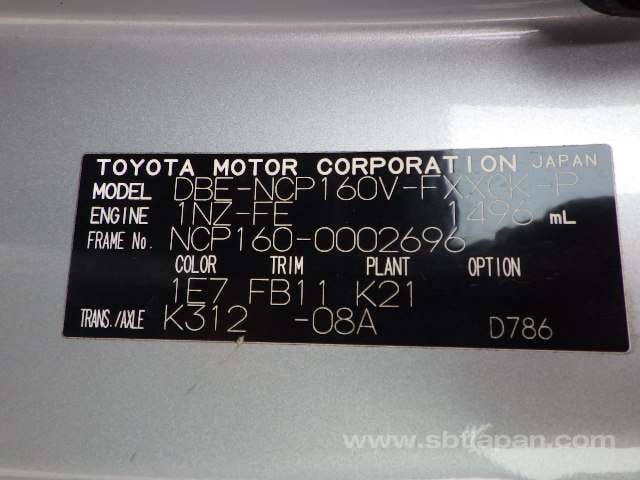 TOYOTA MOTOR CORPORATION JAPAN
MODEL DBE-NCP160V-FXXGK-P
ENGINE 1NZ-FE 1496 mL
FRAME No. NCP160-0002696
COLOR TRIM PLANT OPTION
1E7 FB11 K21
TRANS./AXLE K312 -08A D786
www.sbtjapan.com